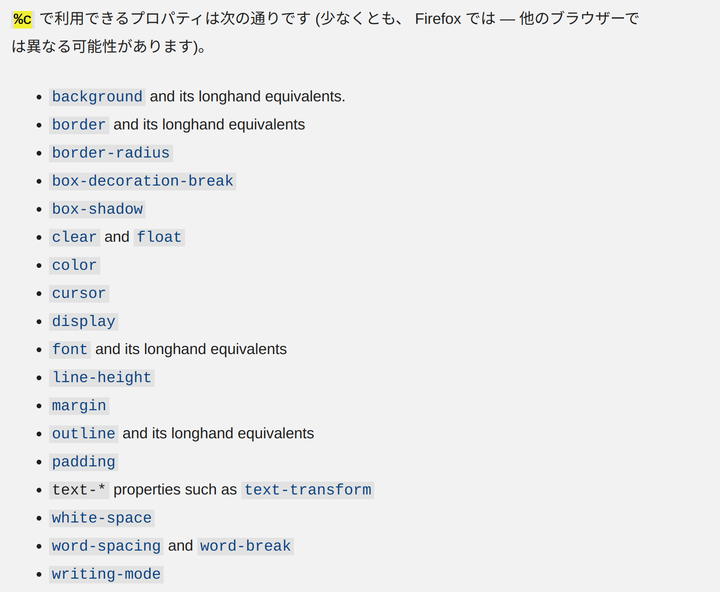 %c で利用できるプロパティは次の通りです (少なくとも、 Firefox では — 他のブラウザーで
は異なる可能性があります)。
• background and its longhand equivalents.
• border and its longhand equivalents
• border-radius
• box-decoration-break
• box-shadow
• clear and float
• color
• cursor
• display
• font and its longhand equivalents
• line-height
• margin
• outline and its longhand equivalents
• padding
• text-* properties such as text-transform
• white-space
• word-spacing and word-break
• writing-mode